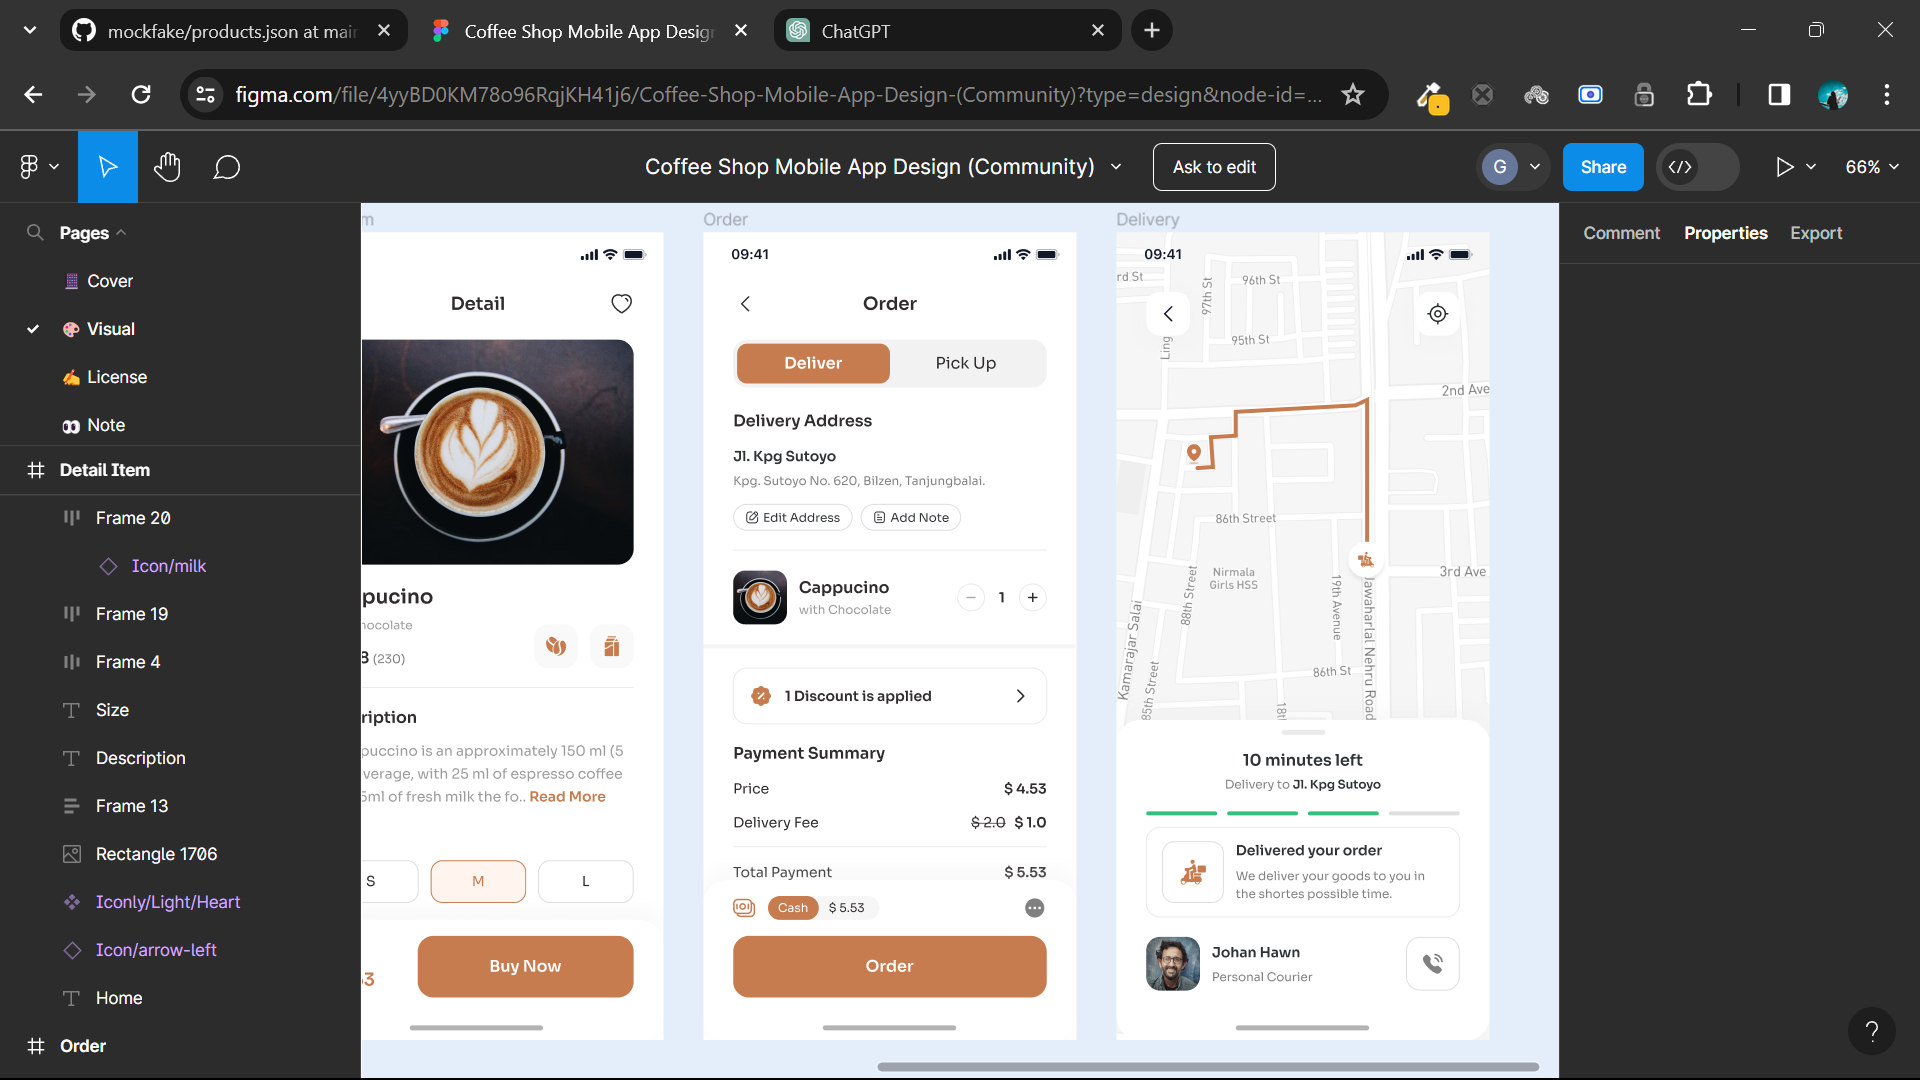 mockfake/products.json at mair
Coffee Shop Mobile App Desig
ChatGPT
figma.com/file/4yyBD0KM78o96RqjKH41j6/Coffee-Shop-Mobile-App-Design-(Community)?type=design&node-id=...
Coffee Shop Mobile App Design (Community)
Ask to edit
G
Share
66%
Pages
Cover
Visual
License
Note
Detail Item
Frame 20
Icon/milk
Frame 19
Frame 4
Size
Description
Frame 13
Rectangle 1706
Iconly/Light/Heart
Icon/arrow-left
Home
Order
m
Detail
pucino
nocolate
8 (230)
ription
puccino is an approximately 150 ml (5
verage, with 25 ml of espresso coffee
5ml of fresh milk the fo.. Read More
S
M
L
53
Buy Now
Order
09:41
Order
Deliver
Pick Up
Delivery Address
Jl. Kpg Sutoyo
Kpg. Sutoyo No. 620, Bilzen, Tanjungbalai.
Edit Address
Add Note
Cappucino
with Chocolate
1
1 Discount is applied
Payment Summary
Price
$ 4.53
Delivery Fee
$ 2.0 $ 1.0
Total Payment
$ 5.53
Cash
$ 5.53
Order
Delivery
09:41
rd St
97th St
96th St
Ling
95th St
2nd Ave
86th Street
Nirmala
Girls HSS
3rd Ave
88th Street
19th Avenue
Kamarajar Salai
Jawaharlal Nehru Road
86th St
85th Street
18th
10 minutes left
Delivery to Jl. Kpg Sutoyo
Delivered your order
We deliver your goods to you in
the shortes possible time.
Johan Hawn
Personal Courier
Comment
Properties
Export
?